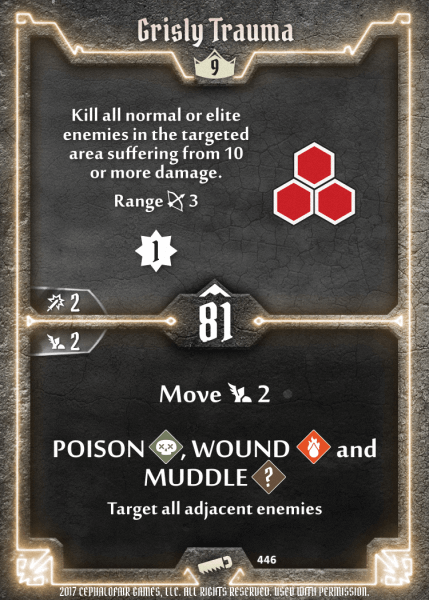 Grisly Trauma
9
Kill all normal or elite
enemies in the targeted
area suffering from 10
or more damage.
Range 3
1
2
81
2
Move 2
POISON , WOUND and
MUDDLE ?
Target all adjacent enemies
446
2017 CEPHALOFAIR GAMES, LLC. ALL RIGHTS RESERVED. USED WITH PERMISSION.